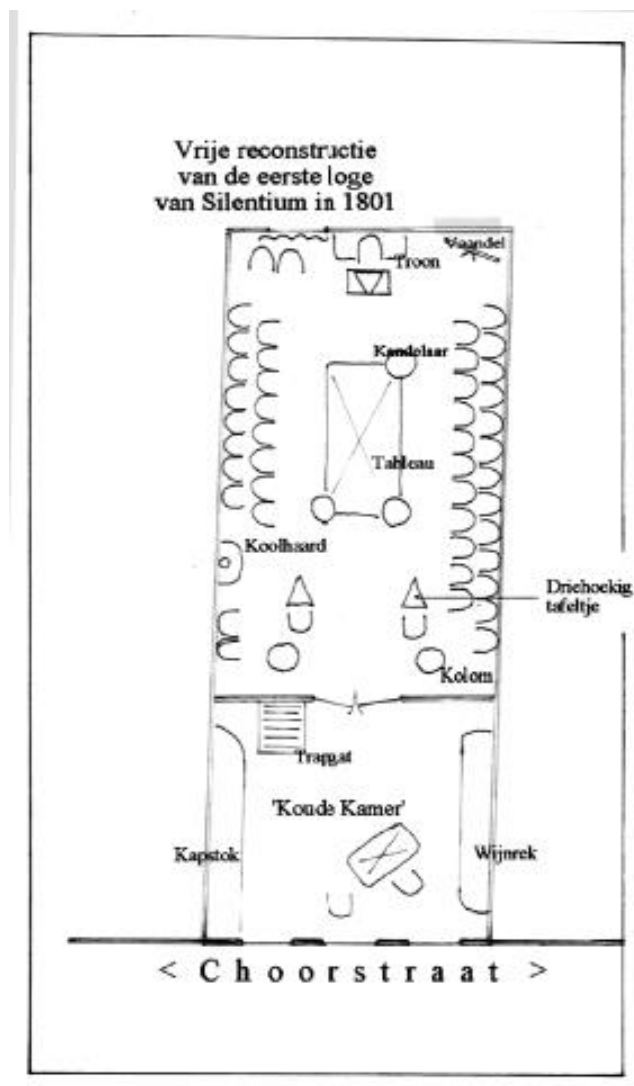 Vrije reconstructie
van de eerste loge
van Silentium in 1801
Vaandel
Troon
Kandelaar
Tableau
Koolhaard
Driehoekig
tafeltje
Kolom
Trapgat
'Koude Kamer'
Kapstok
Wijnrek
< Choorstraat >